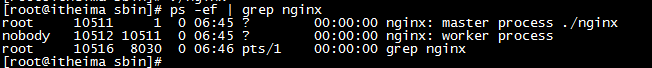 [root@itheima sbin]# ps -ef | grep nginx
root     10511     1  0 06:45 ?        00:00:00 nginx: master process ./nginx
nobody   10512 10511  0 06:45 ?        00:00:00 nginx: worker process
root     10516  8030  0 06:46 pts/1    00:00:00 grep nginx
[root@itheima sbin]#